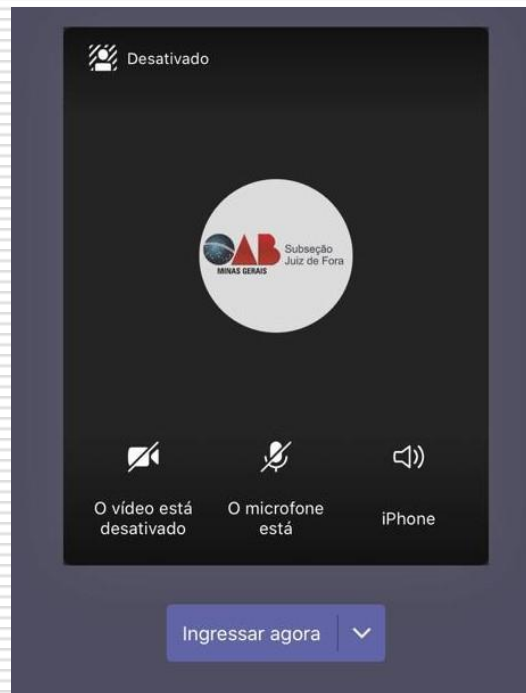 Desativado
OAB
MINAS GERAIS
Subseção
Juiz de Fora
O vídeo está
desativado
O microfone
está
iPhone
Ingressar agora